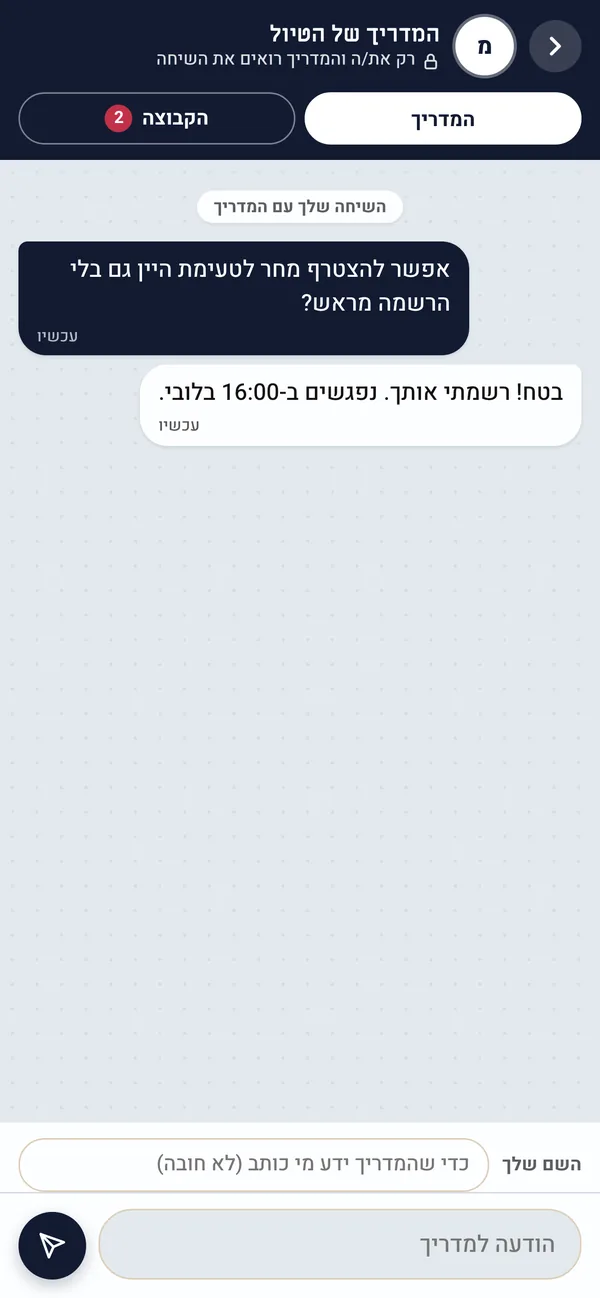 המדריך של הטיול
מ
רק את/ה והמדריך רואים את השיחה
המדריך
הקבוצה 2
השיחה שלך עם המדריך
אפשר להצטרף מחר לטעימת היין גם בלי
הרשמה מראש?
עכשיו
בטח! רשמתי אותך. נפגשים ב-16:00 בלובי.
עכשיו
השם שלך
כדי שהמדריך ידע מי כותב (לא חובה)
הודעה למדריך